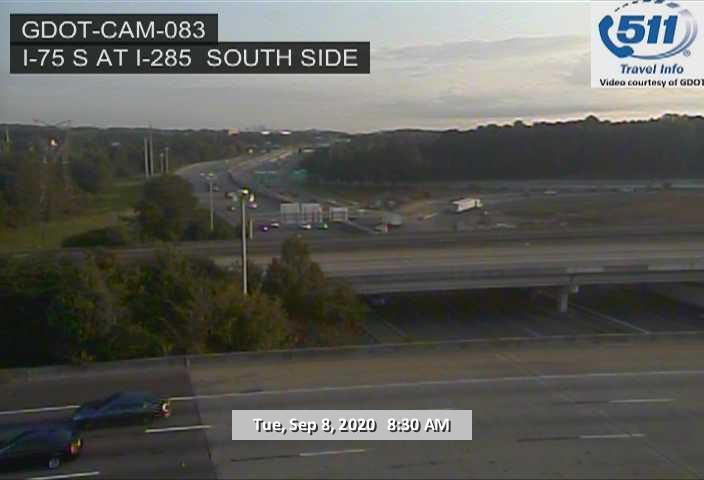 GDOT-CAM-083
I-75 S AT I-285 SOUTH SIDE
511
Travel Info
Video courtesy of GDOT
Tue, Sep 8, 2020 8:30 AM